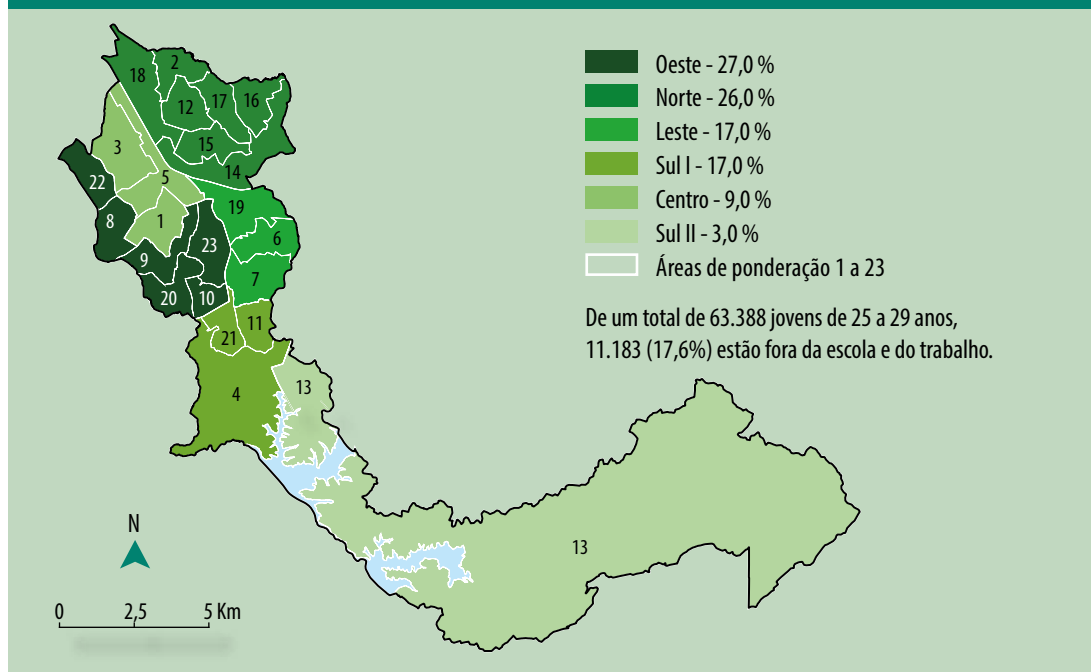 Oeste - 27,0 %
Norte - 26,0 %
Leste - 17,0 %
Sul I - 17,0 %
Centro - 9,0 %
Sul II - 3,0 %
Áreas de ponderação 1 a 23
De um total de 63.388 jovens de 25 a 29 anos,
11.183 (17,6%) estão fora da escola e do trabalho.
2
18
12
17
16
15
3
14
5
22
19
8
1
23
6
9
7
20
10
11
21
13
4
13
N
0 2,5 5 Km